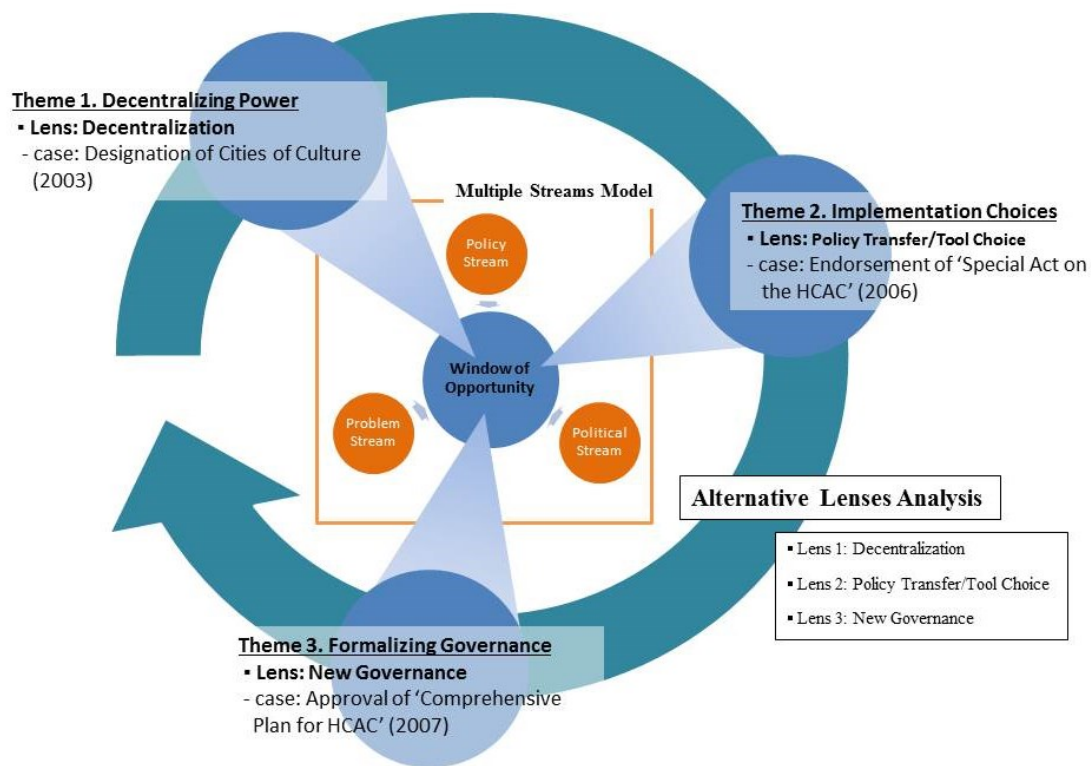 Theme 1. Decentralizing Power
▪ Lens: Decentralization
- case: Designation of Cities of Culture
(2003)
Multiple Streams Model
Policy
Stream
Theme 2. Implementation Choices
▪ Lens: Policy Transfer/Tool Choice
- case: Endorsement of ‘Special Act on
the HCAC’ (2006)
Window of
Opportunity
Problem
Stream
Political
Stream
Alternative Lenses Analysis
▪ Lens 1: Decentralization
▪ Lens 2: Policy Transfer/Tool Choice
▪ Lens 3: New Governance
Theme 3. Formalizing Governance
▪ Lens: New Governance
- case: Approval of ‘Comprehensive
Plan for HCAC’ (2007)